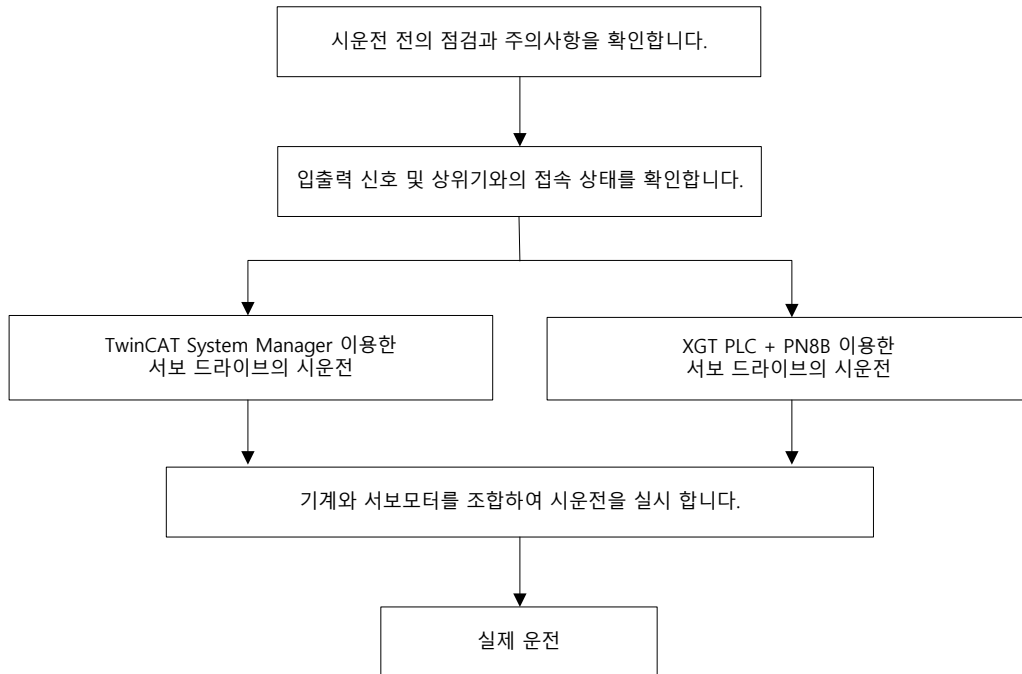 시운전 전의 점검과 주의사항을 확인합니다.
입출력 신호 및 상위기와의 접속 상태를 확인합니다.
TwinCAT System Manager 이용한
서보 드라이브의 시운전
XGT PLC + PN8B 이용한
서보 드라이브의 시운전
기계와 서보모터를 조합하여 시운전을 실시 합니다.
실제 운전